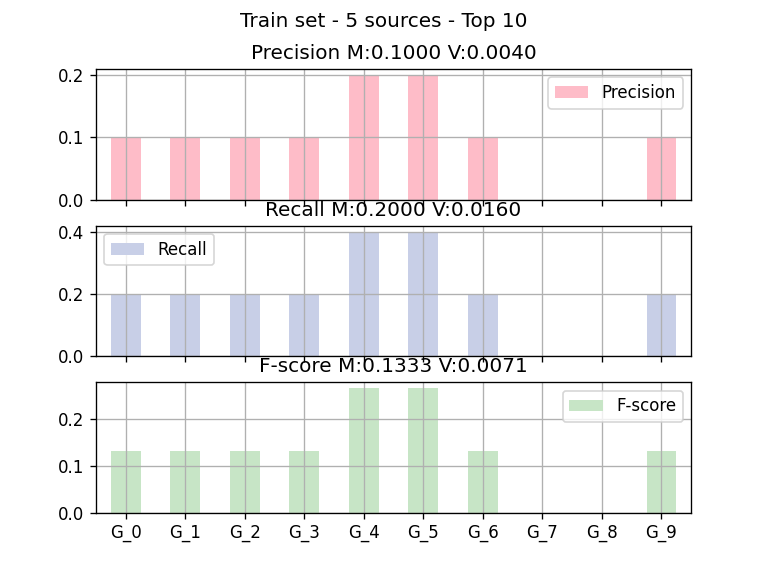 Train set - 5 sources - Top 10
Precision M:0.1000 V:0.0040
0.2
0.1
0.0
Precision
Recall M:0.2000 V:0.0160
0.4
0.2
0.0
Recall
F-score M:0.1333 V:0.0071
0.2
0.1
0.0
F-score
G_0 G_1 G_2 G_3 G_4 G_5 G_6 G_7 G_8 G_9